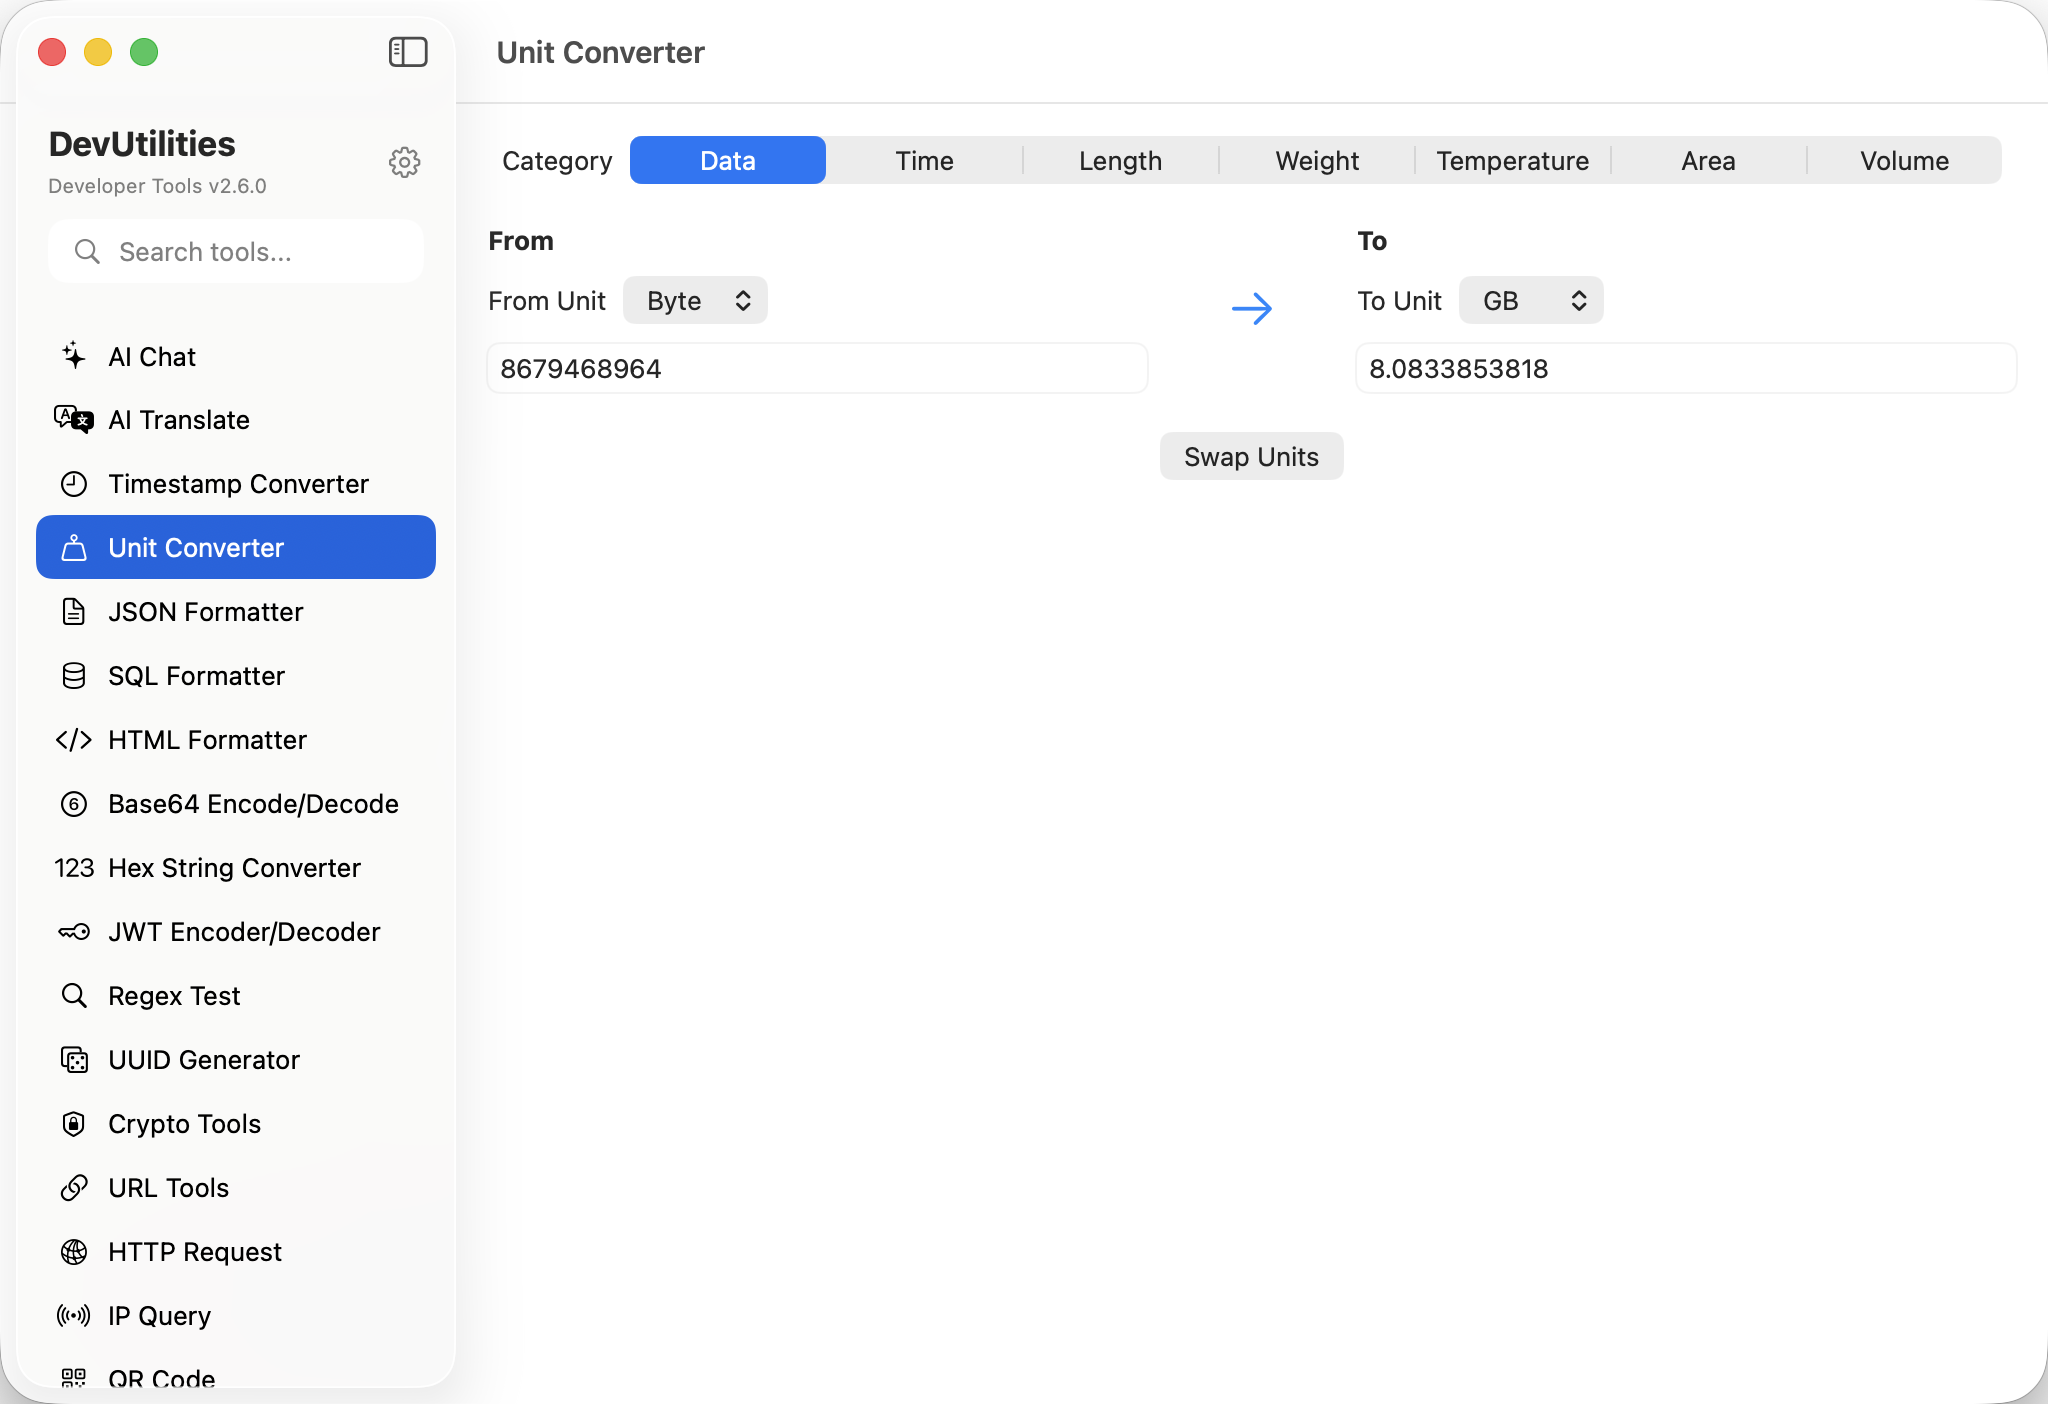 Unit Converter
DevUtilities
Developer Tools v2.6.0
Search tools...
AI Chat
AI Translate
Timestamp Converter
Unit Converter
JSON Formatter
SQL Formatter
HTML Formatter
Base64 Encode/Decode
123 Hex String Converter
JWT Encoder/Decoder
Regex Test
UUID Generator
Crypto Tools
URL Tools
HTTP Request
IP Query
QR Code
Category Data Time Length Weight Temperature Area Volume
From
From Unit Byte
8679468964
To
To Unit GB
8.0833853818
Swap Units